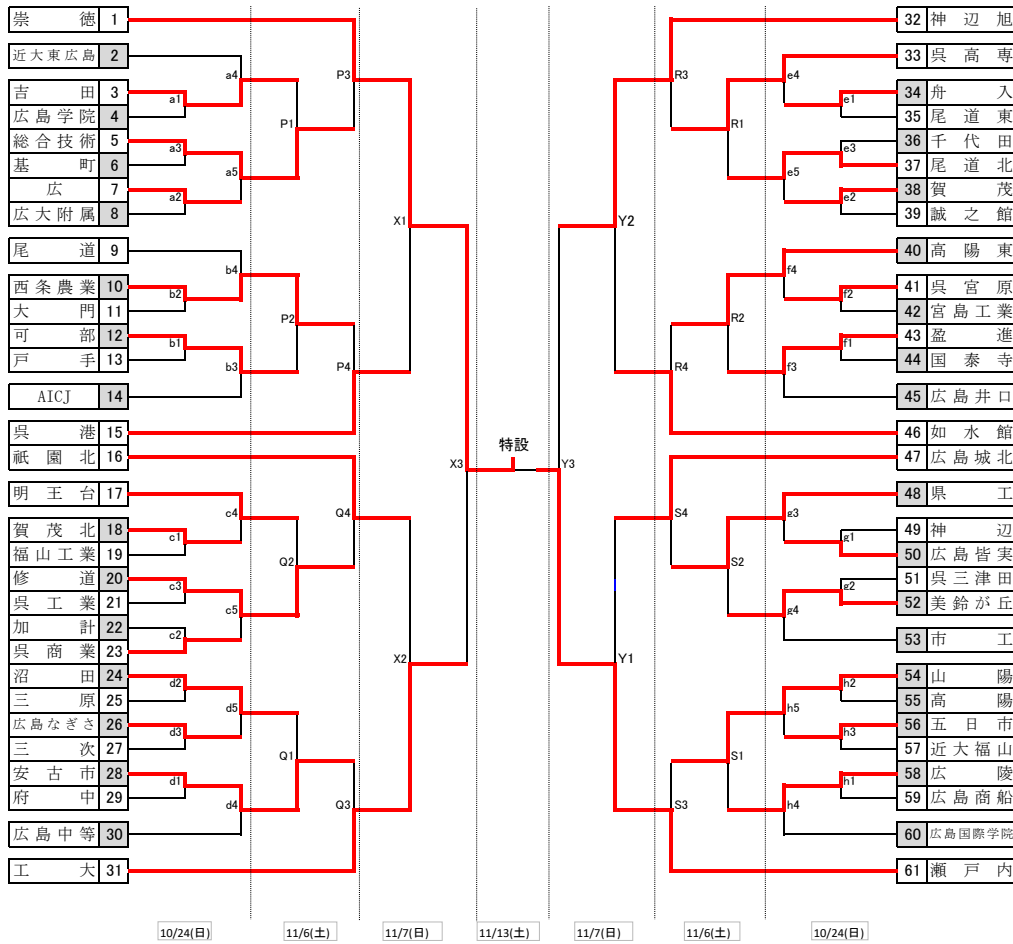 崇徳 1
近大東広島 2
吉田 3
広島学院 4
総合技術 5
基町 6
広 7
広大附属 8
尾道 9
西条農業 10
大門 11
可部 12
戸手 13
AICJ 14
呉港 15
祇園北 16
明王台 17
賀茂北 18
福山工業 19
修道 20
呉工業 21
加計 22
呉商業 23
沼田 24
三原 25
広島なぎさ 26
三次 27
安古市 28
府中 29
広島中等 30
工大 31
a4
a1
a3
a5
a2
b4
b2
b1
b3
c4
c1
c3
c5
c2
d2
d5
d3
d1
d4
P3
P1
P2
P4
Q4
Q2
Q1
Q3
X1
X3
X2
特設
Y2
Y3
Y1
R3
R1
R2
R4
S4
S2
S1
S3
e4
e1
e3
e5
e2
f4
f2
f1
f3
g3
g1
g2
g4
h2
h5
h3
h1
h4
32 神辺旭
33 呉高専
34 舟入
35 尾道東
36 千代田
37 尾道北
38 賀茂
39 誠之館
40 高陽東
41 呉宮原
42 宮島工業
43 盈進
44 国泰寺
45 広島井口
46 如水館
47 広島城北
48 県工
49 神辺
50 広島皆実
51 呉三津田
52 美鈴が丘
53 市工
54 山陽
55 高陽
56 五日市
57 近大福山
58 広陵
59 広島商船
60 広島国際学院
61 瀬戸内
10/24(日)
11/6(土)
11/7(日)
11/13(土)
11/7(日)
11/6(土)
10/24(日)